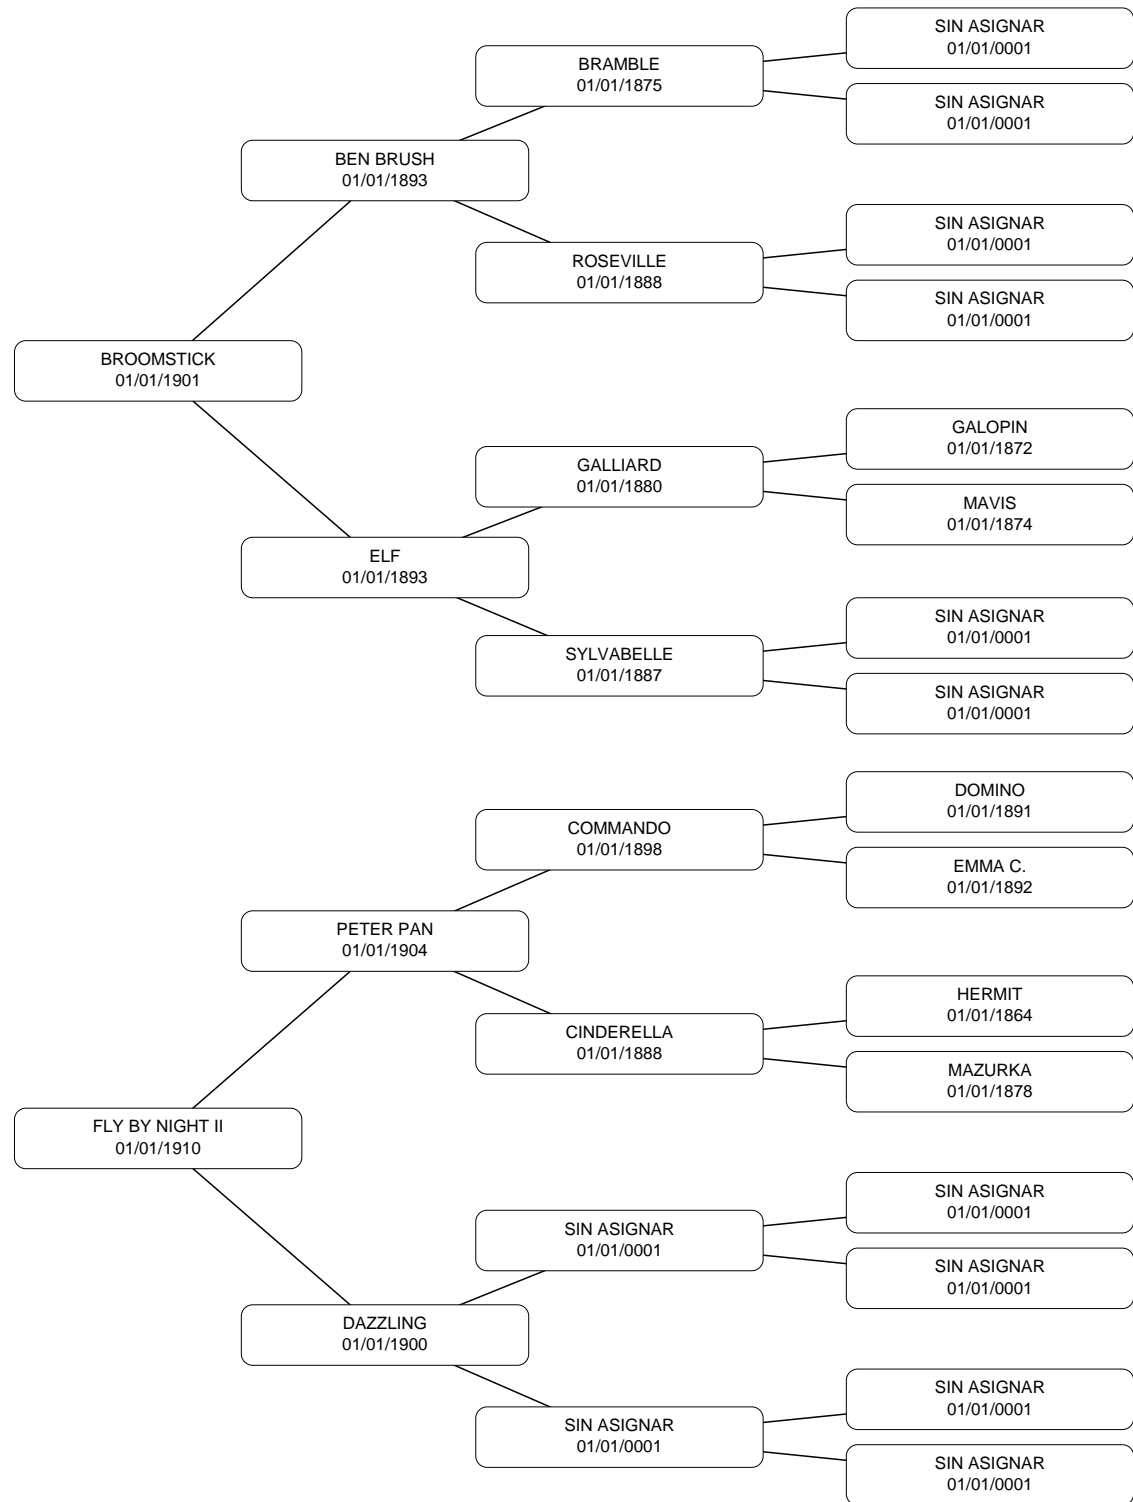 SIN ASIGNAR
01/01/0001
BRAMBLE
01/01/1875
SIN ASIGNAR
01/01/0001
BEN BRUSH
01/01/1893
SIN ASIGNAR
01/01/0001
ROSEVILLE
01/01/1888
SIN ASIGNAR
01/01/0001
BROOMSTICK
01/01/1901
GALOPIN
01/01/1872
GALLIARD
01/01/1880
MAVIS
01/01/1874
ELF
01/01/1893
SIN ASIGNAR
01/01/0001
SYLVABELLE
01/01/1887
SIN ASIGNAR
01/01/0001
DOMINO
01/01/1891
COMMANDO
01/01/1898
EMMA C.
01/01/1892
PETER PAN
01/01/1904
HERMIT
01/01/1864
CINDERELLA
01/01/1888
MAZURKA
01/01/1878
FLY BY NIGHT II
01/01/1910
SIN ASIGNAR
01/01/0001
SIN ASIGNAR
01/01/0001
SIN ASIGNAR
01/01/0001
DAZZLING
01/01/1900
SIN ASIGNAR
01/01/0001
SIN ASIGNAR
01/01/0001
SIN ASIGNAR
01/01/0001